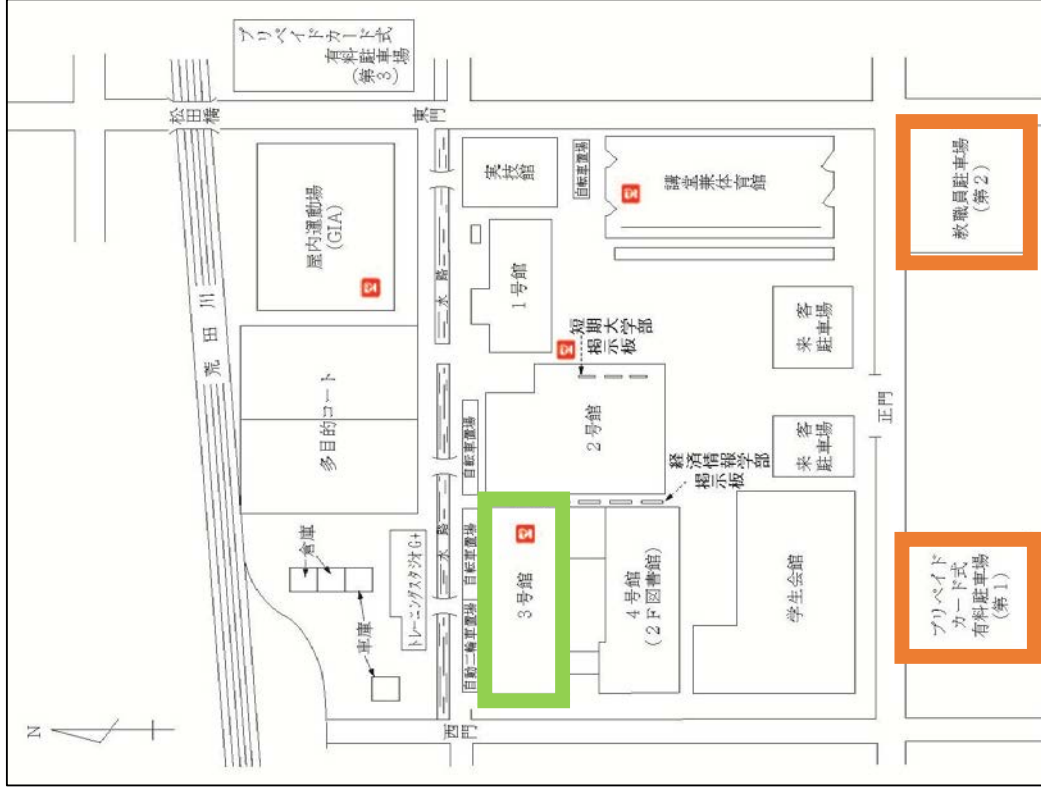 プリペイドカード式
有料駐車場
(第3)
松田橋
東門
荒田川
屋内運動場
(GIA)
多目的コート
倉庫
車庫
トレーニングスタジオG+
水路
水路
実技館
自転車置場
講堂兼体育館
1号館
短期大学部
掲示板
2号館
自転車置場
自転車置場
自動二輪車置場
3号館
経済情報学部
掲示板
4号館
(2F図書館)
学生会館
来客
駐車場
来客
駐車場
正門
西門
教職員駐車場
(第2)
プリペイド
カード式
有料駐車場
(第1)
N